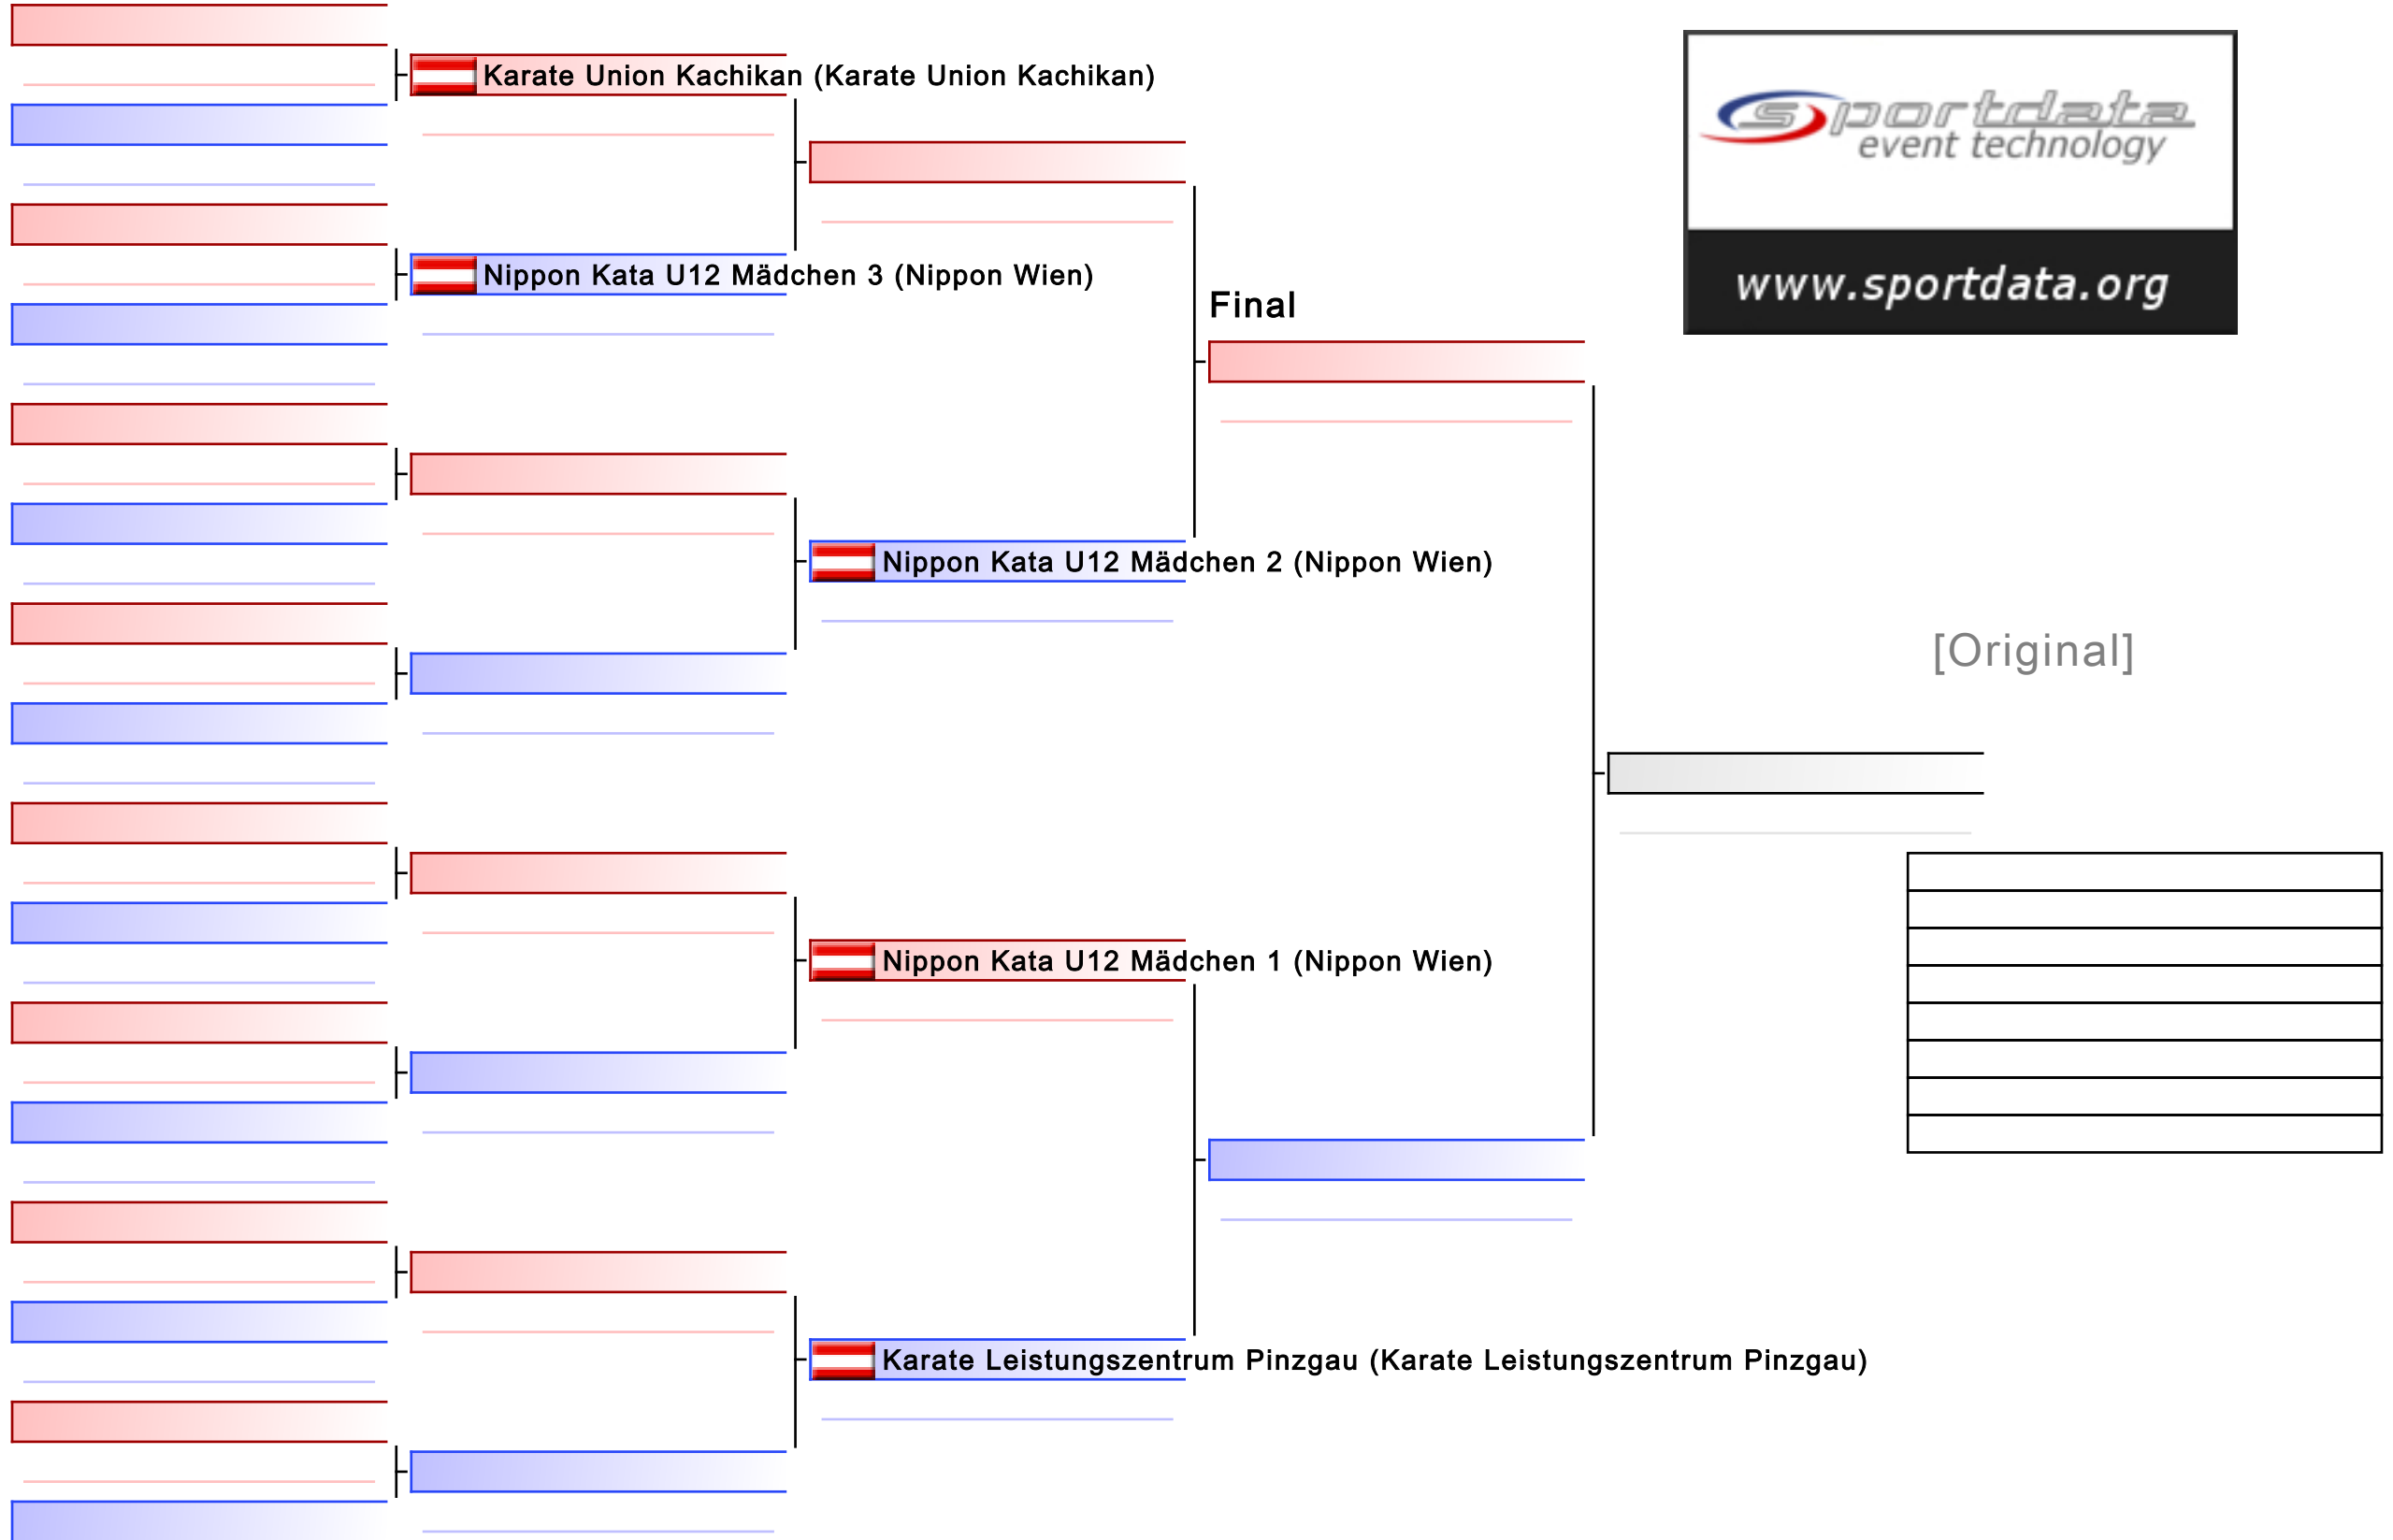 Karate Union Kachikan (Karate Union Kachikan)
sportdata
event technology
www.sportdata.org
Nippon Kata U12 Mädchen 3 (Nippon Wien)
Final
Nippon Kata U12 Mädchen 2 (Nippon Wien)
[Original]
Nippon Kata U12 Mädchen 1 (Nippon Wien)
Karate Leistungszentrum Pinzgau (Karate Leistungszentrum Pinzgau)